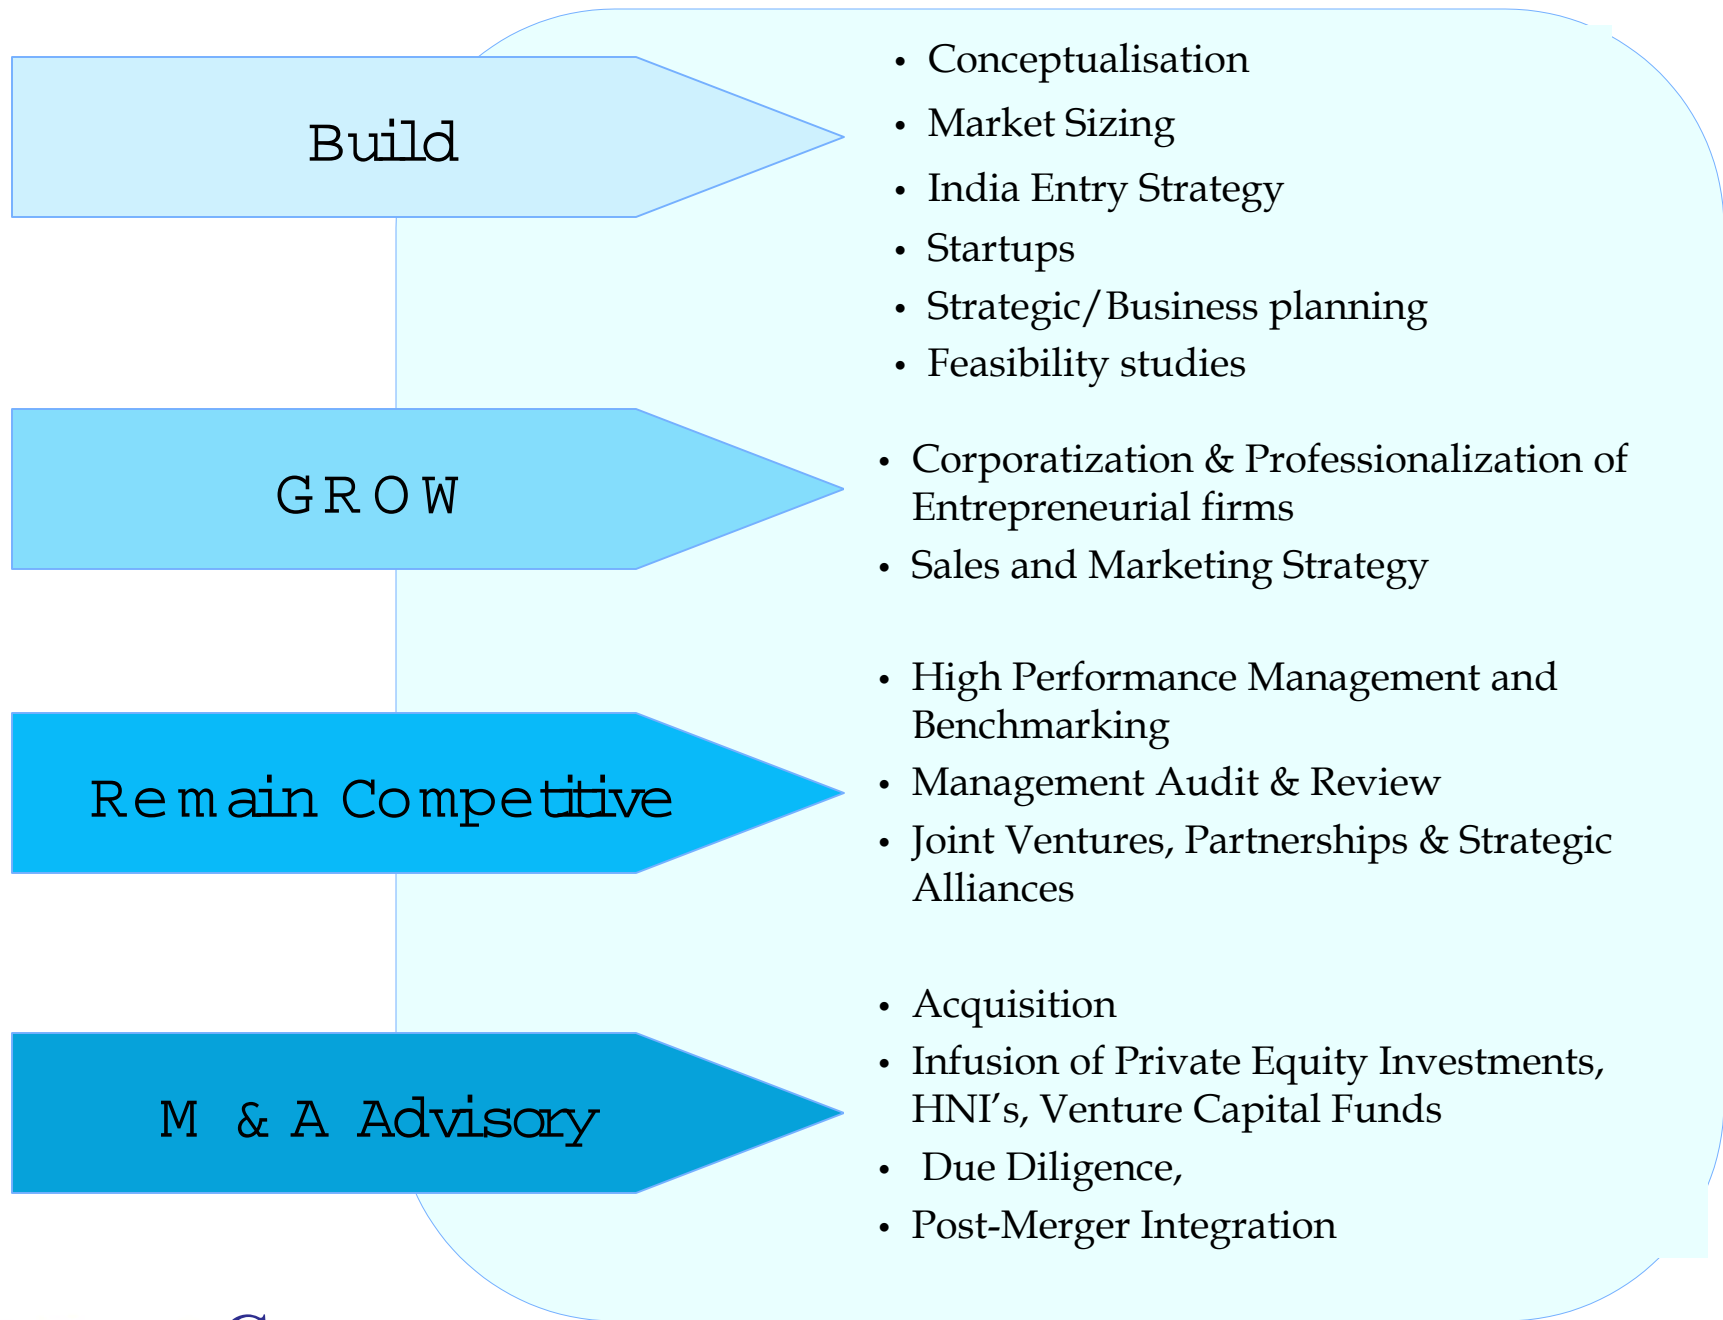 Build
• Conceptualisation
• Market Sizing
• India Entry Strategy
• Startups
• Strategic/Business planning
• Feasibility studies
GROW
• Corporatization & Professionalization of
Entrepreneurial firms
• Sales and Marketing Strategy
Remain Competitive
• High Performance Management and
Benchmarking
• Management Audit & Review
• Joint Ventures, Partnerships & Strategic
Alliances
M & A Advisory
• Acquisition
• Infusion of Private Equity Investments,
HNI’s, Venture Capital Funds
• Due Diligence,
• Post-Merger Integration